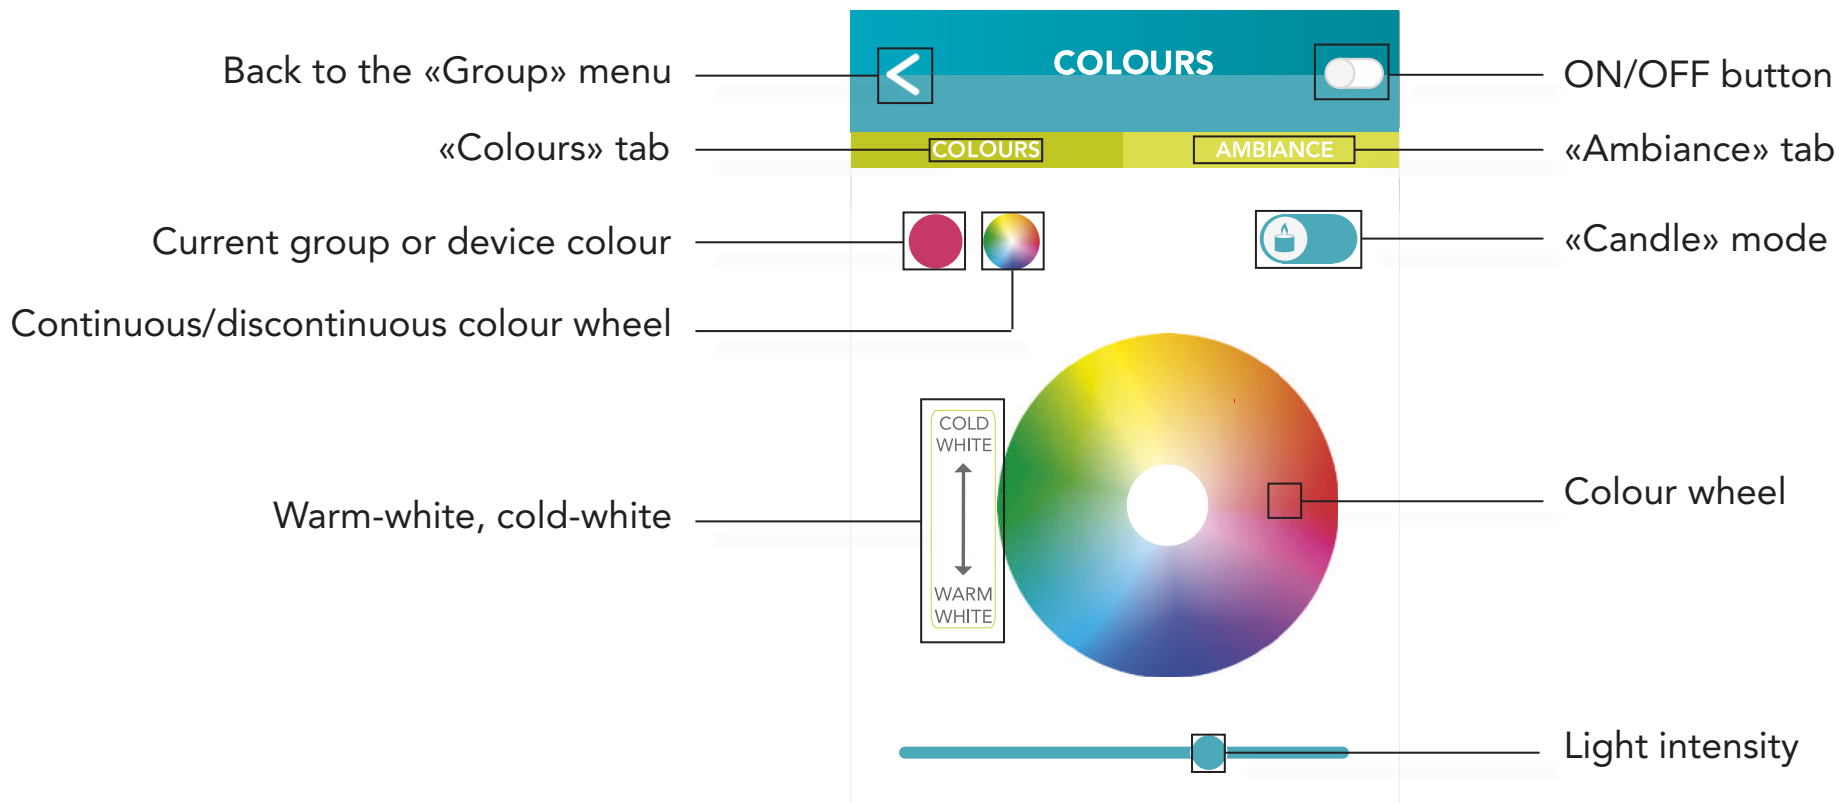 COLOURS
Back to the «Group» menu
ON/OFF button
«Colours» tab
COLOURS
AMBIANCE
«Ambiance» tab
Current group or device colour
«Candle» mode
Continuous/discontinuous colour wheel
COLD
WHITE
WARM
WHITE
Warm-white, cold-white
Colour wheel
Light intensity